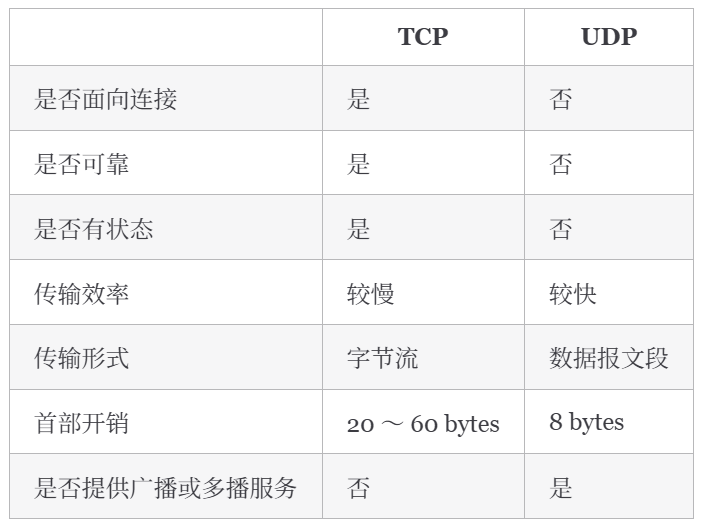 TCP UDP
是否面向连接 是 否
是否可靠 是 否
是否有状态 是 否
传输效率 较慢 较快
传输形式 字节流 数据报文段
首部开销 20 ～ 60 bytes 8 bytes
是否提供广播或多播服务 否 是